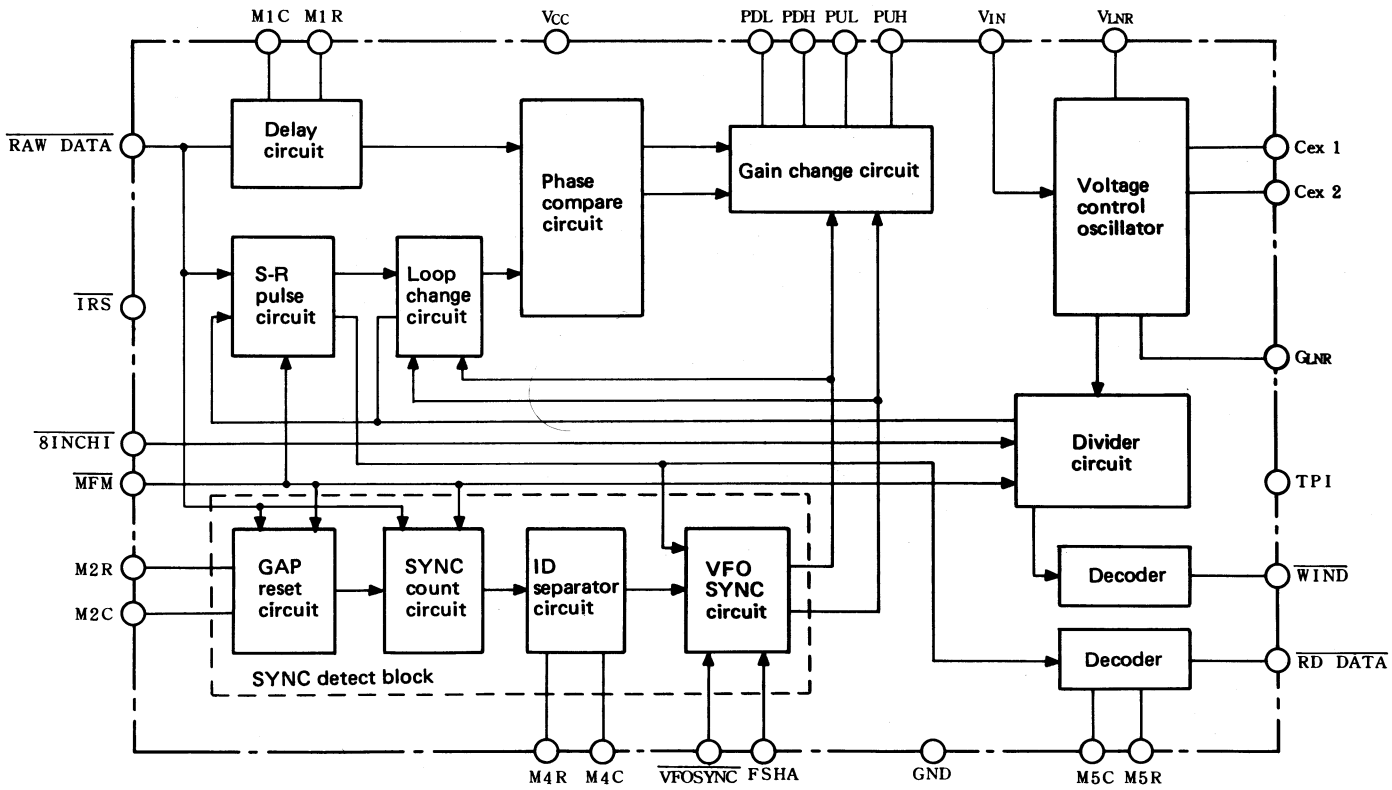 M1C M1R VCC PDL PDH PUL PUH VIN VLNR
RAW DATA
Delay
circuit
Phase
compare
circuit
Gain change circuit
Voltage
control
oscillator
Cex 1
Cex 2
S-R
pulse
circuit
Loop
change
circuit
IRS
GLNR
8INCHI
MFM
Divider
circuit
TPI
M2R
M2C
GAP
reset
circuit
SYNC
count
circuit
ID
separator
circuit
VFO
SYNC
circuit
Decoder
WIND
Decoder
RD DATA
SYNC detect block
M4R M4C VFOSYNC FSHA GND M5C M5R